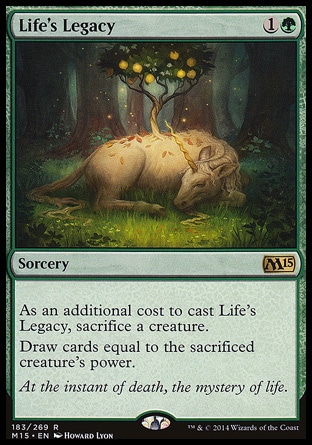 Life's Legacy 1
Sorcery M15
As an additional cost to cast Life's
Legacy, sacrifice a creature.
Draw cards equal to the sacrificed
creature's power.
At the instant of death, the mystery of life.
183/269 R
M15 • EN Howard Lyon ™ & © 2014 Wizards of the Coast